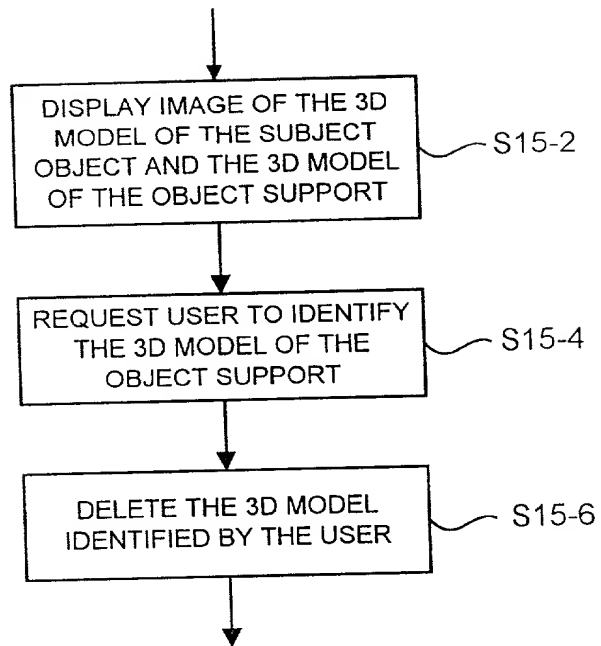 DISPLAY IMAGE OF THE 3D
MODEL OF THE SUBJECT
OBJECT AND THE 3D MODEL
OF THE OBJECT SUPPORT
S15-2
REQUEST USER TO IDENTIFY
THE 3D MODEL OF THE
OBJECT SUPPORT
S15-4
DELETE THE 3D MODEL
IDENTIFIED BY THE USER
S15-6